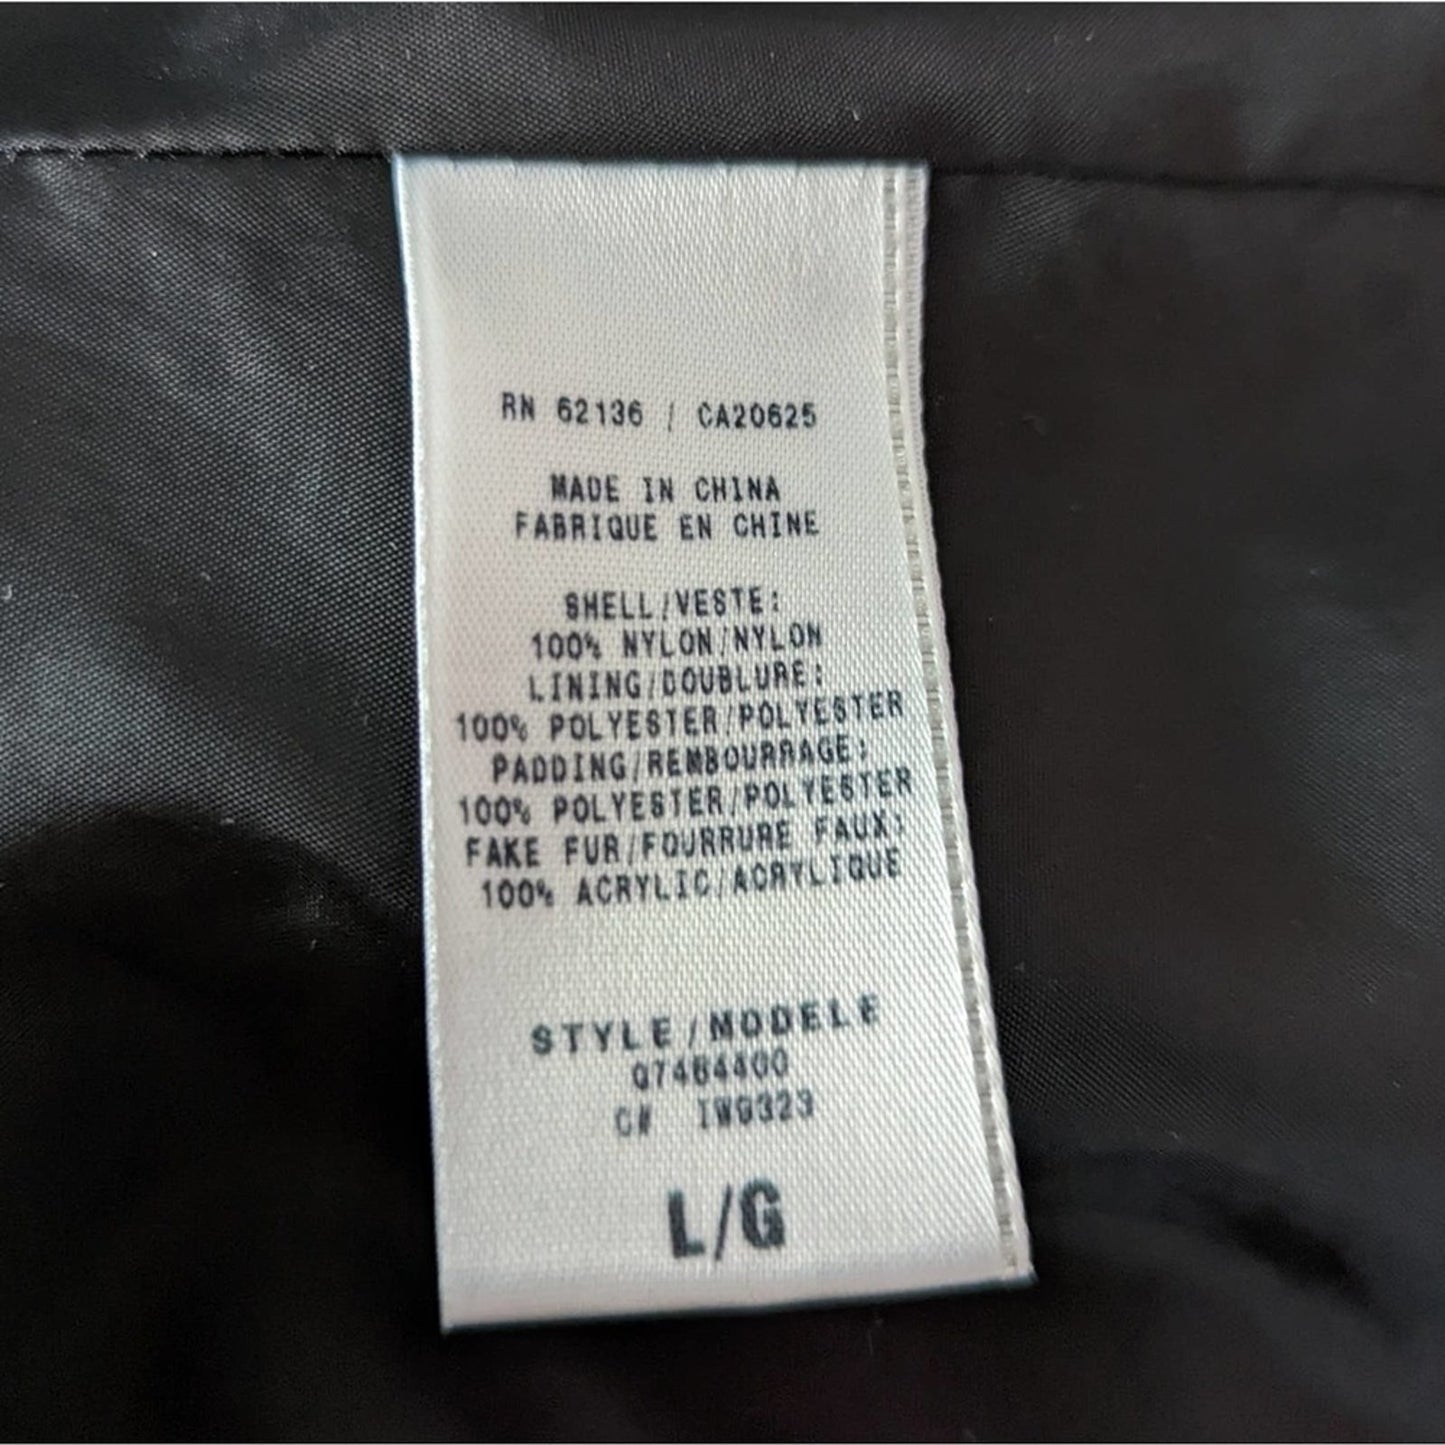 RN 62136 / CA20625
MADE IN CHINA
FABRIQUE EN CHINE
SHELL/VESTE:
100% NYLON/NYLON
LINING/DOUBLURE:
100% POLYESTER/POLYESTER
PADDING/REMBOURRAGE:
100% POLYESTER/POLYESTER
FAKE FUR/FOURRURE FAUX:
100% ACRYLIC/ACRYLIQUE
STYLE/MODELE
C#
L/G